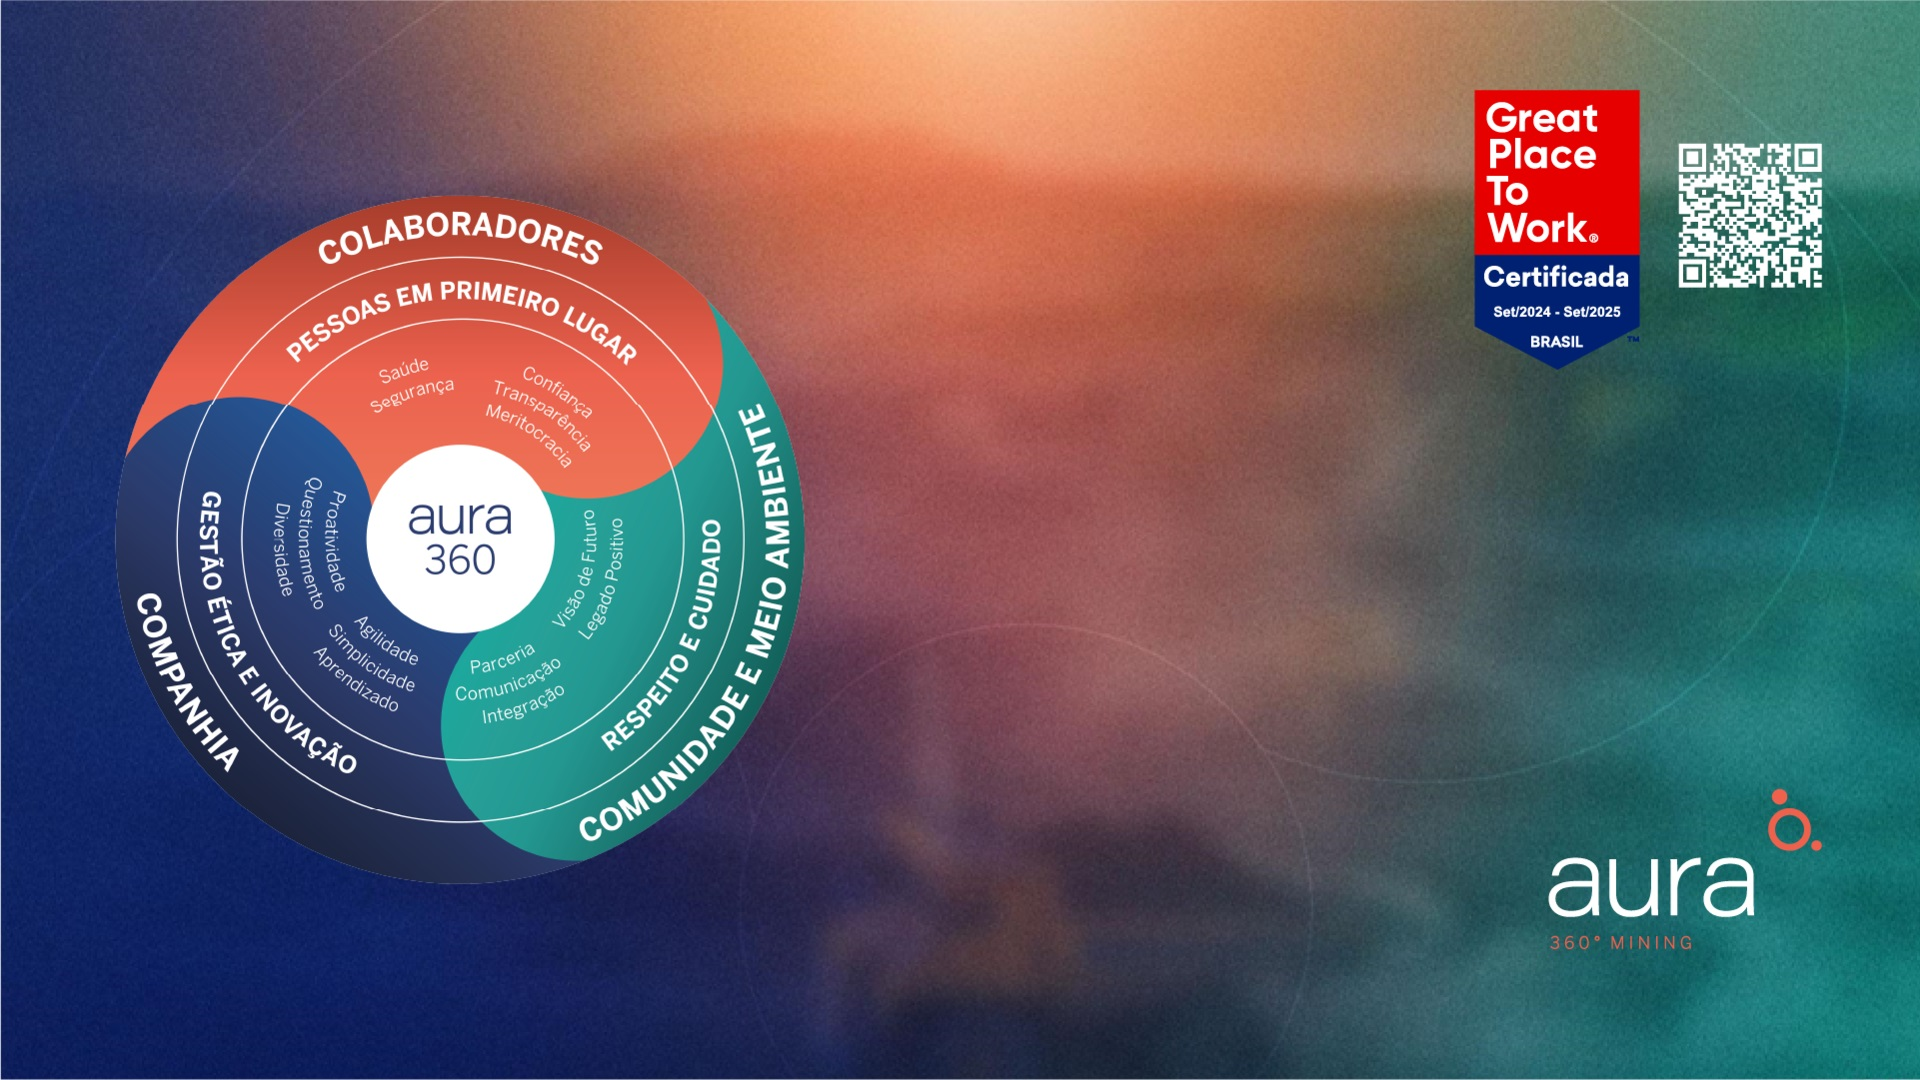 COLABORADORES
PESSOAS EM PRIMEIRO LUGAR
Saúde
Segurança
Confiança
Transparência
Meritocracia
COMPANHIA
GESTÃO ÉTICA E INOVAÇÃO
Proatividade
Questionamento
Diversidade
Agilidade
Simplicidade
Aprendizado
aura
360
Visão de Futuro
Legado Positivo
Parceria
Comunicação
Integração
RESPEITO E CUIDADO
COMUNIDADE E MEIO AMBIENTE
Great
Place
To
Work®
Certificada
Set/2024 - Set/2025
BRASIL
™
aura
360° MINING